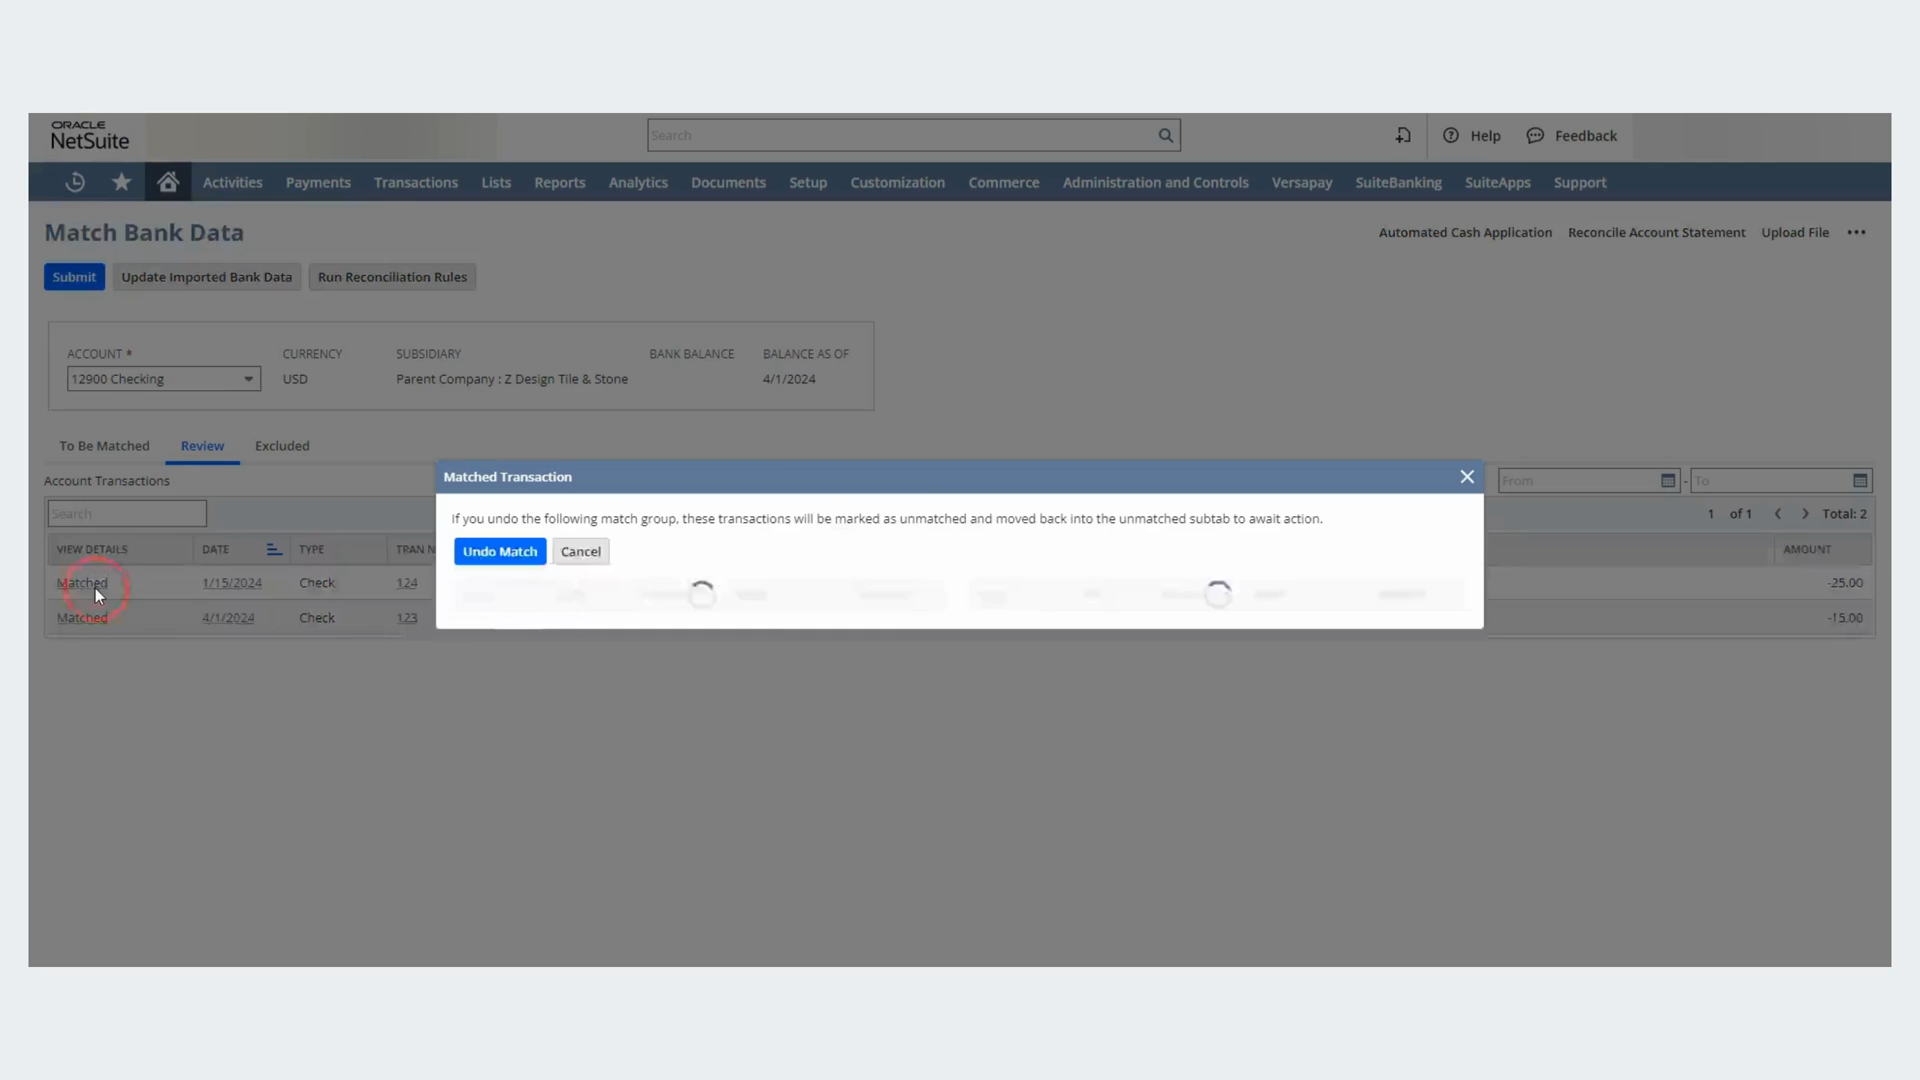 ORACLE
NetSuite
Search
Help
Feedback
Activities Payments Transactions Lists Reports Analytics Documents Setup Customization Commerce Administration and Controls Versapay SuiteBanking SuiteApps Support
Match Bank Data
Automated Cash Application Reconcile Account Statement Upload File
Submit Update Imported Bank Data Run Reconciliation Rules
ACCOUNT * CURRENCY SUBSIDIARY BANK BALANCE BALANCE AS OF
12900 Checking USD Parent Company : Z Design Tile & Stone 4/1/2024
To Be Matched Review Excluded
Account Transactions
From - To
Search
1 of 1 Total: 2
VIEW DETAILS DATE TYPE TRAN N AMOUNT
Matched 1/15/2024 Check 124 -25.00
Matched 4/1/2024 Check 123 -15.00
Matched Transaction
If you undo the following match group, these transactions will be marked as unmatched and moved back into the unmatched subtab to await action.
Undo Match Cancel